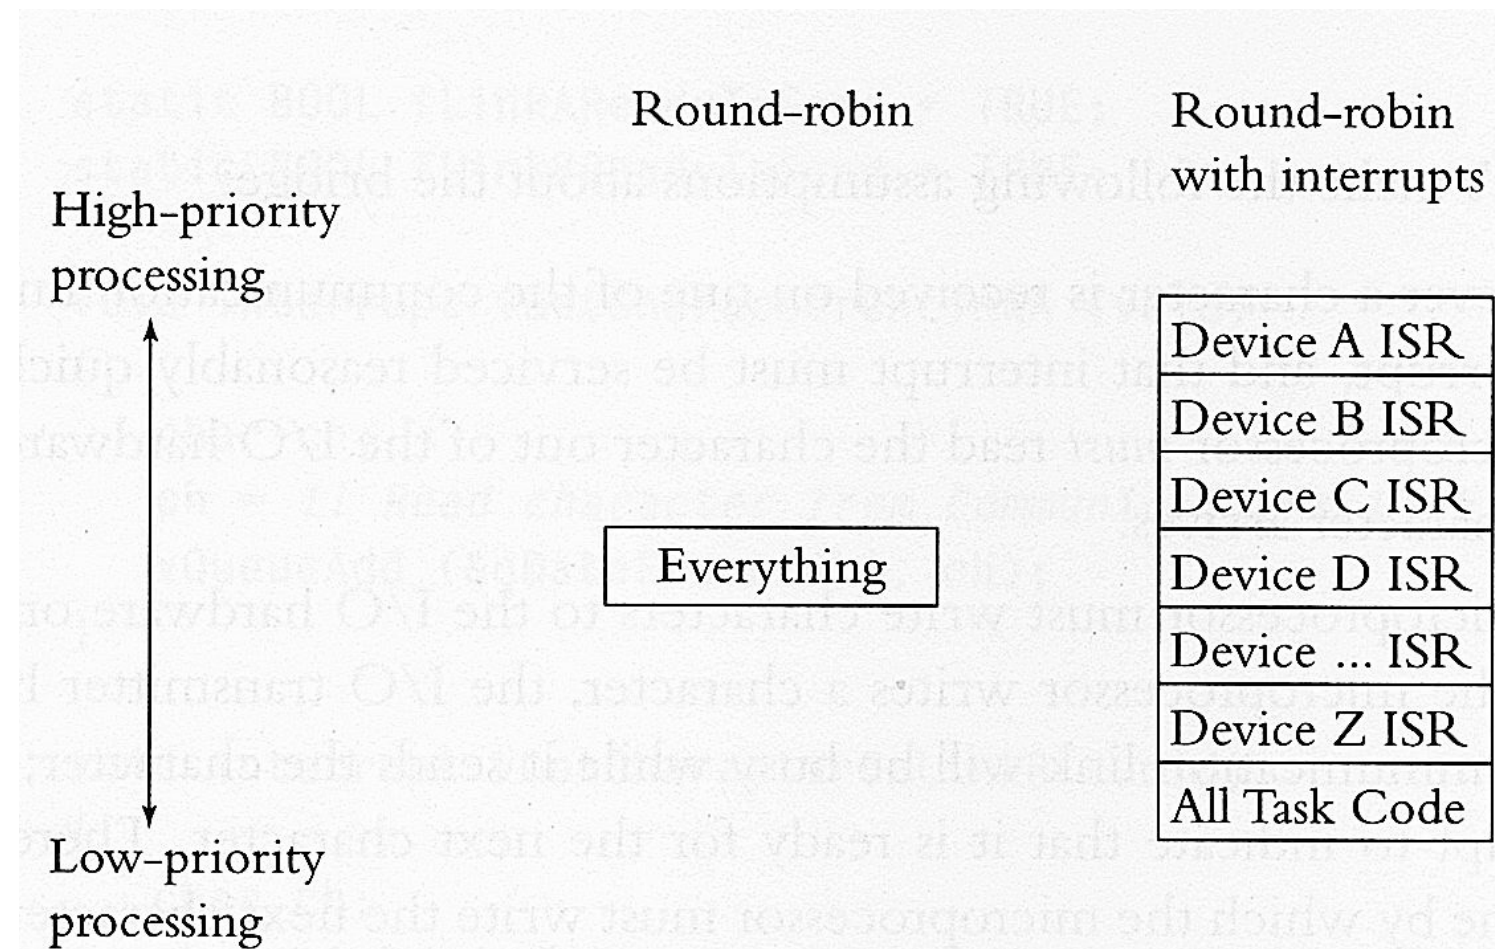 Round-robin
Round-robin
with interrupts
High-priority
processing
Device A ISR
Device B ISR
Device C ISR
Device D ISR
Device ... ISR
Device Z ISR
All Task Code
Everything
Low-priority
processing